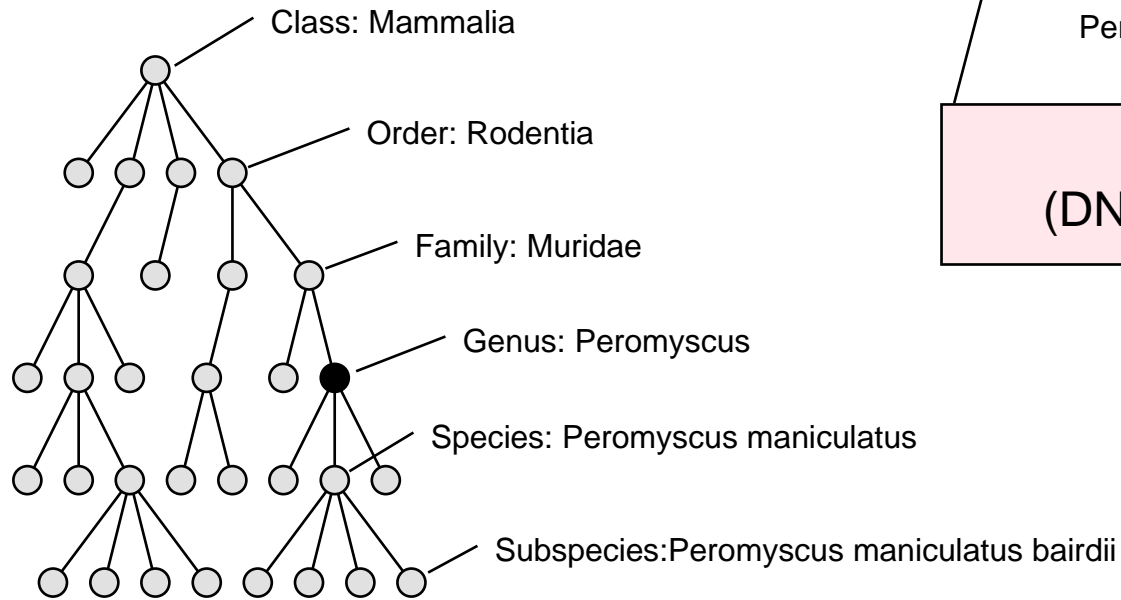 Class: Mammalia
Order: Rodentia
Family: Muridae
Genus: Peromyscus
Species: Peromyscus maniculatus
Subspecies:Peromyscus maniculatus bairdii